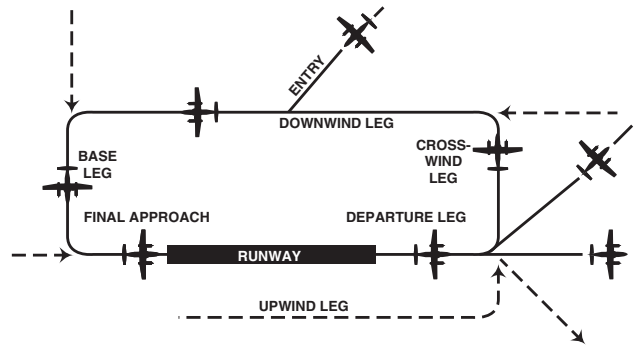 ENTRY
DOWNWIND LEG
CROSS-
WIND
LEG
BASE
LEG
FINAL APPROACH
DEPARTURE LEG
RUNWAY
UPWIND LEG